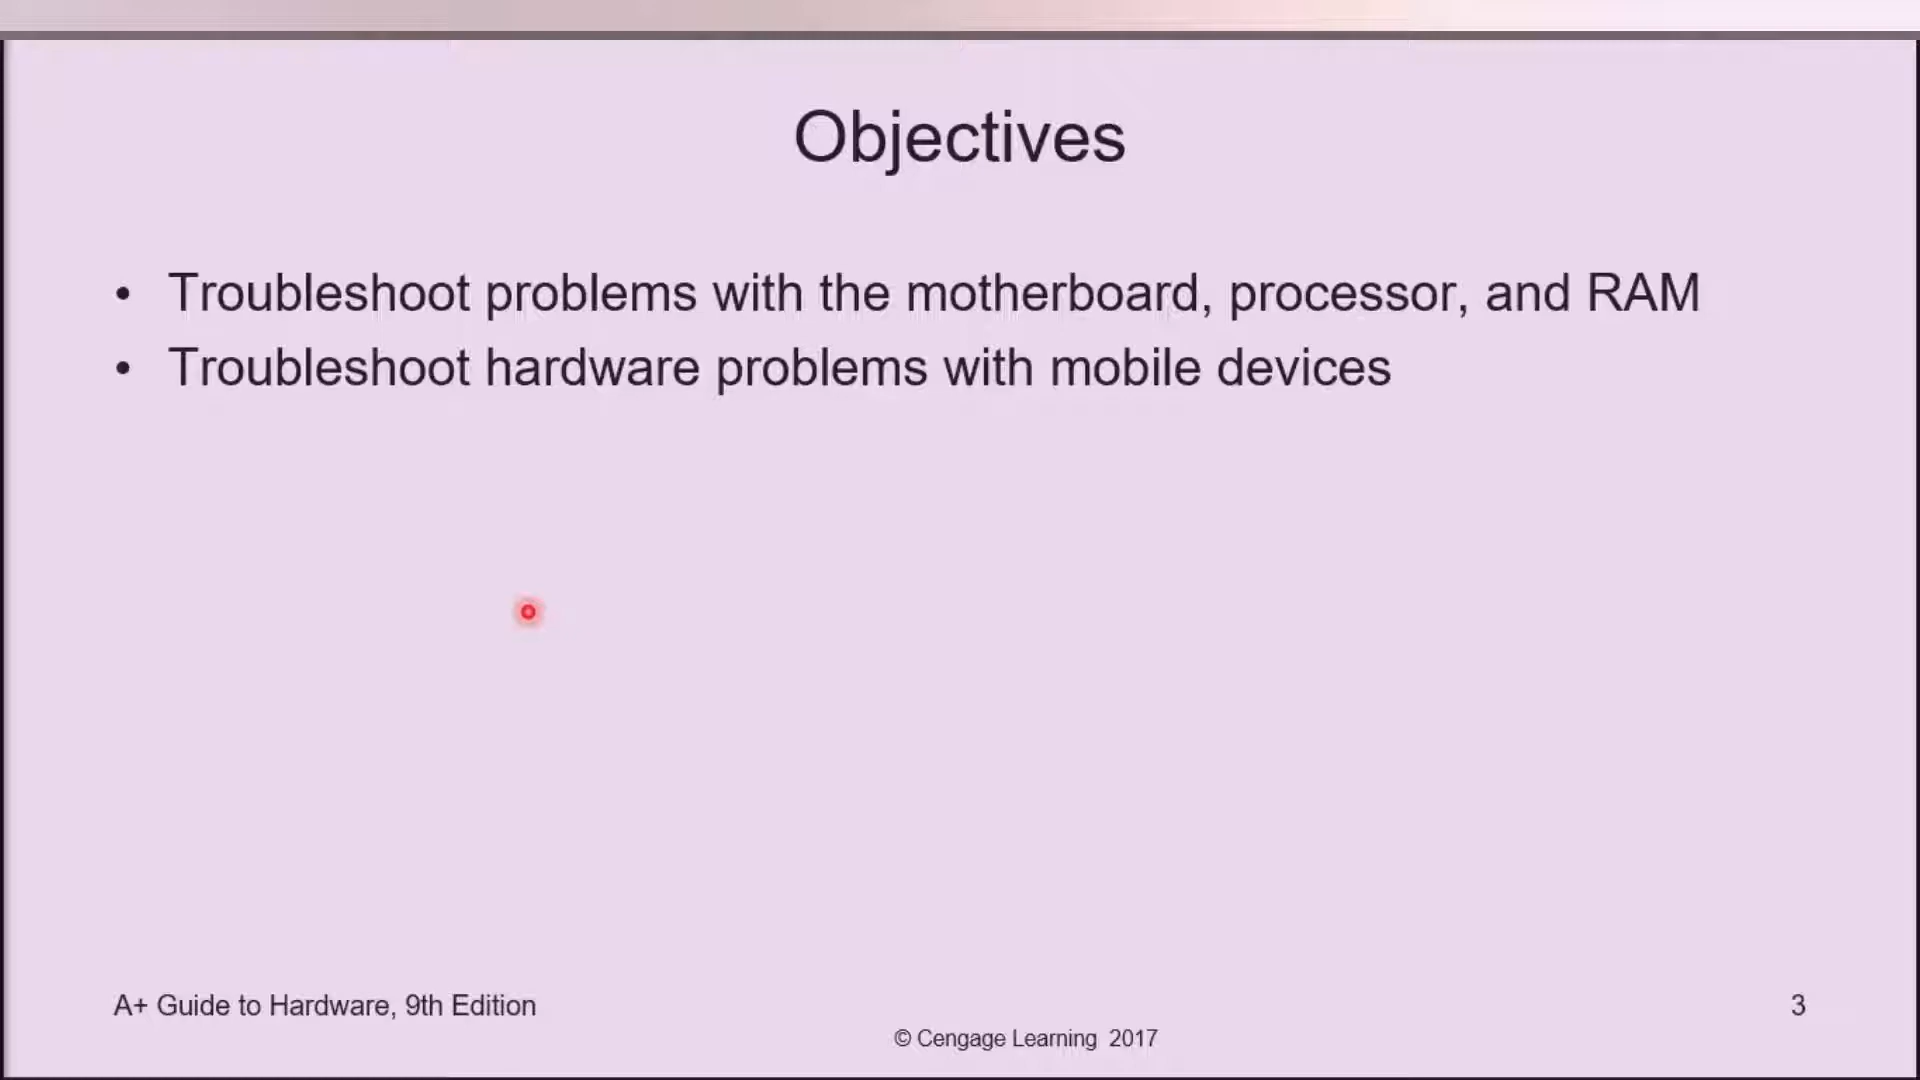 Objectives
• Troubleshoot problems with the motherboard, processor, and RAM
• Troubleshoot hardware problems with mobile devices
A+ Guide to Hardware, 9th Edition
3
© Cengage Learning 2017